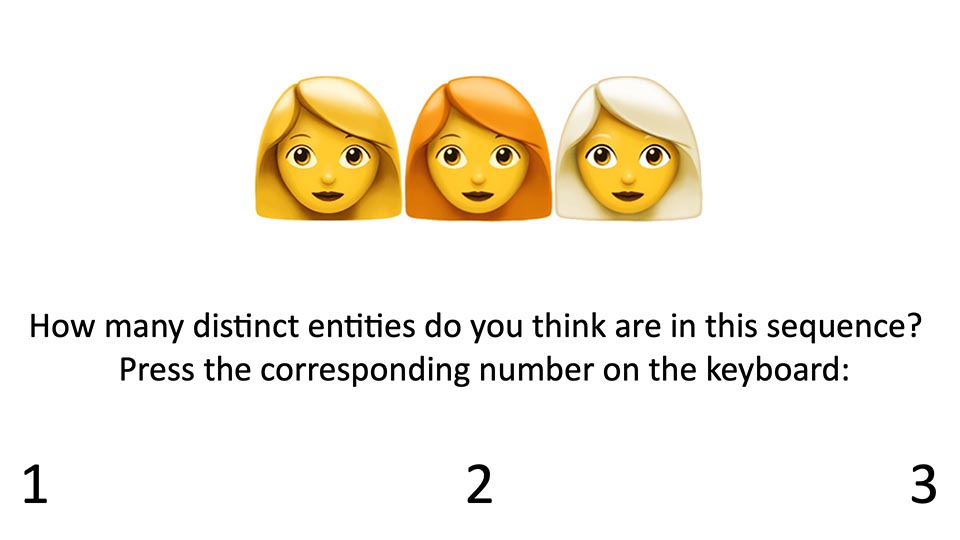 How many distinct entities do you think are in this sequence?
Press the corresponding number on the keyboard:
1 2 3